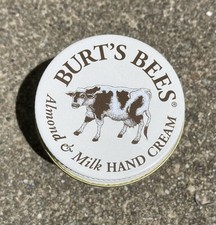 BURT'S BEES®
Almond & Milk HAND CREAM